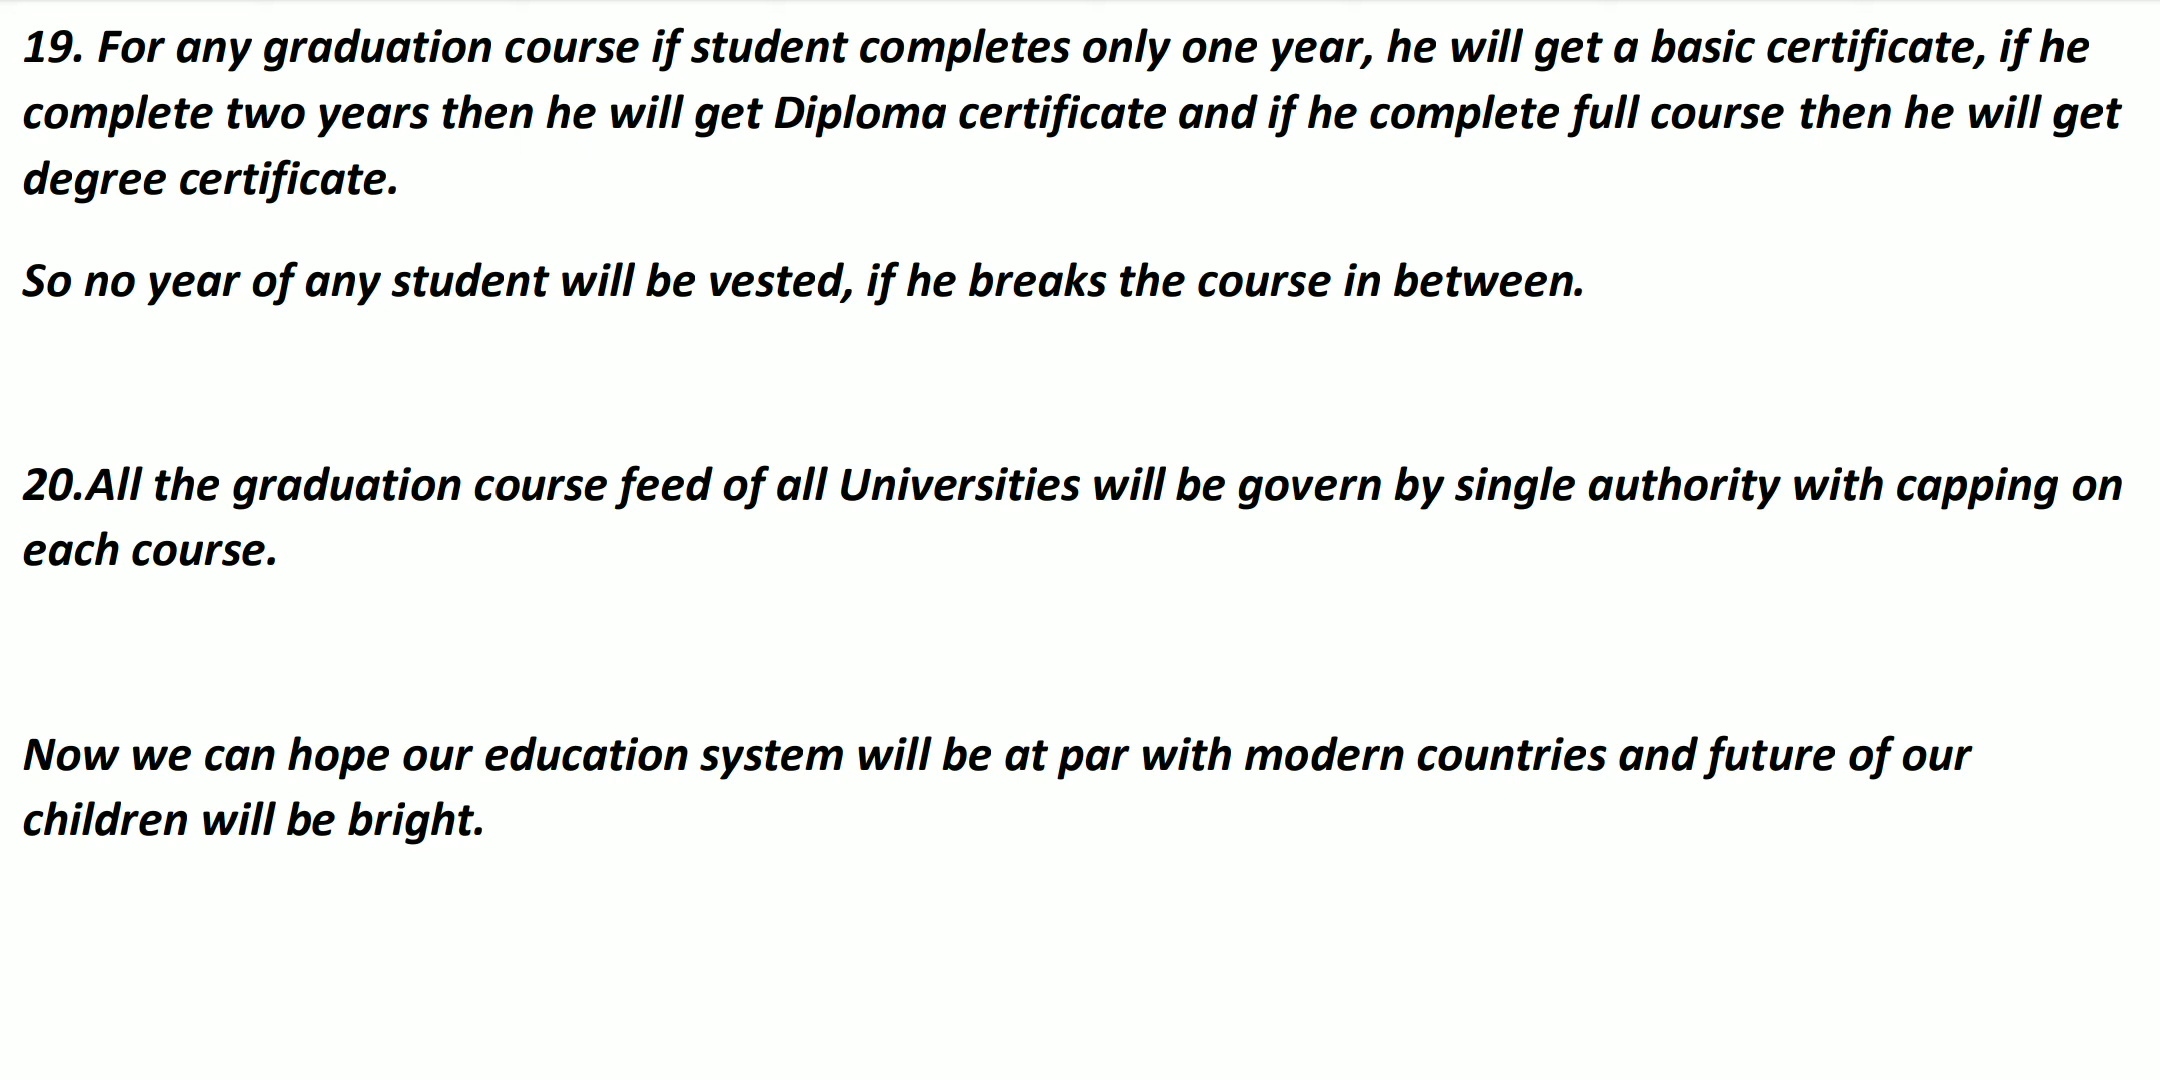 19. For any graduation course if student completes only one year, he will get a basic certificate, if he
complete two years then he will get Diploma certificate and if he complete full course then he will get
degree certificate.
So no year of any student will be vested, if he breaks the course in between.
20.All the graduation course feed of all Universities will be govern by single authority with capping on
each course.
Now we can hope our education system will be at par with modern countries and future of our
children will be bright.